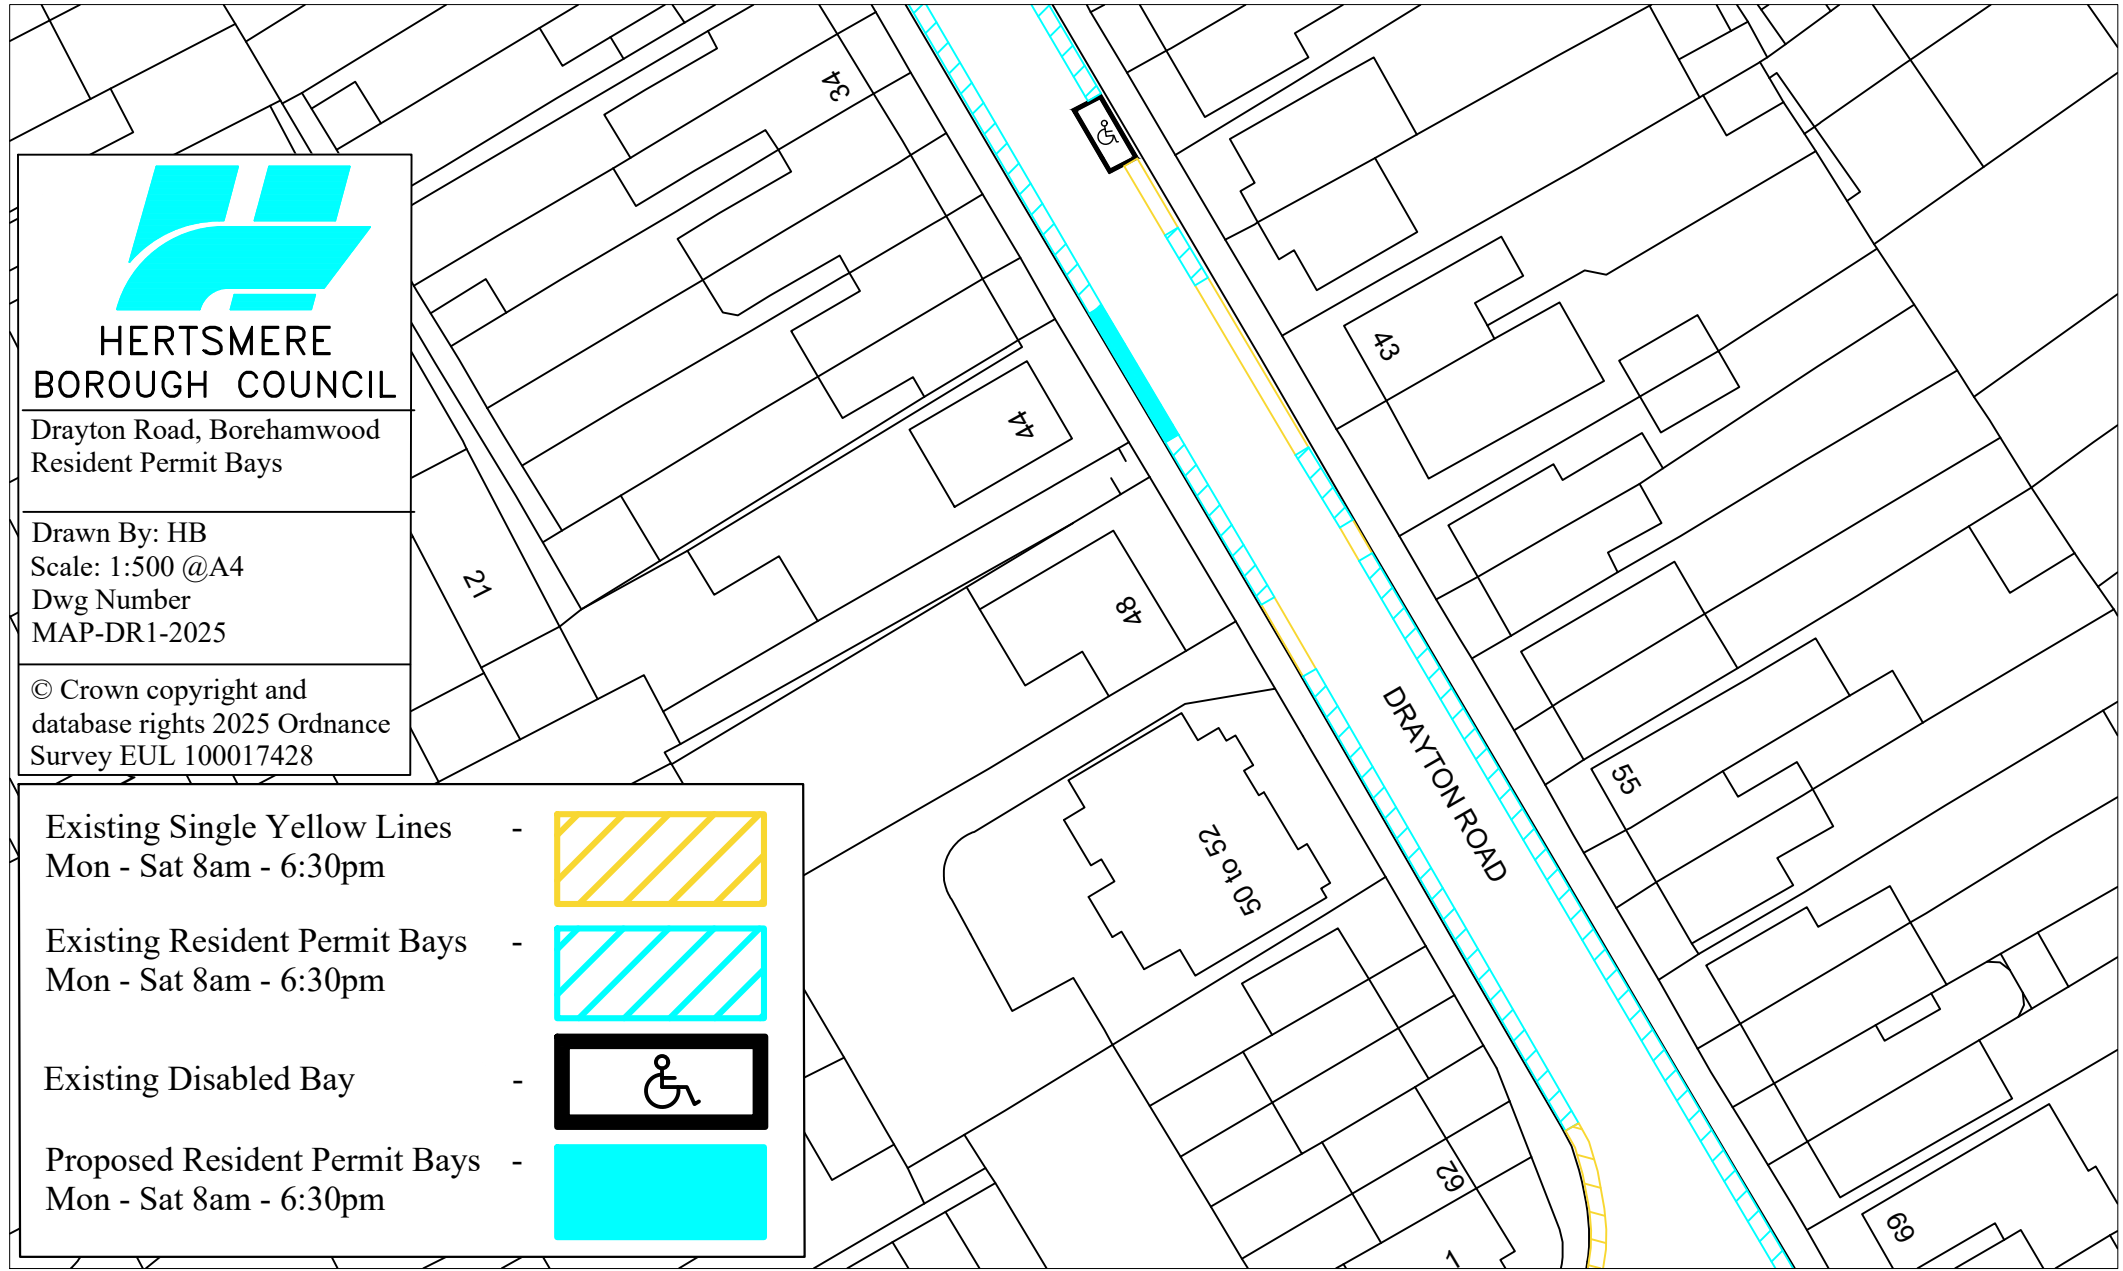 HERTSMERE
BOROUGH COUNCIL
Drayton Road, Borehamwood
Resident Permit Bays
Drawn By: HB
Scale: 1:500 @A4
Dwg Number
MAP-DR1-2025
© Crown copyright and
database rights 2025 Ordnance
Survey EUL 100017428
Existing Single Yellow Lines -
Mon - Sat 8am - 6:30pm
Existing Resident Permit Bays -
Mon - Sat 8am - 6:30pm
Existing Disabled Bay -
Proposed Resident Permit Bays -
Mon - Sat 8am - 6:30pm
34
43
44
21
48
DRAYTON ROAD
55
50 to 52
62
69
1